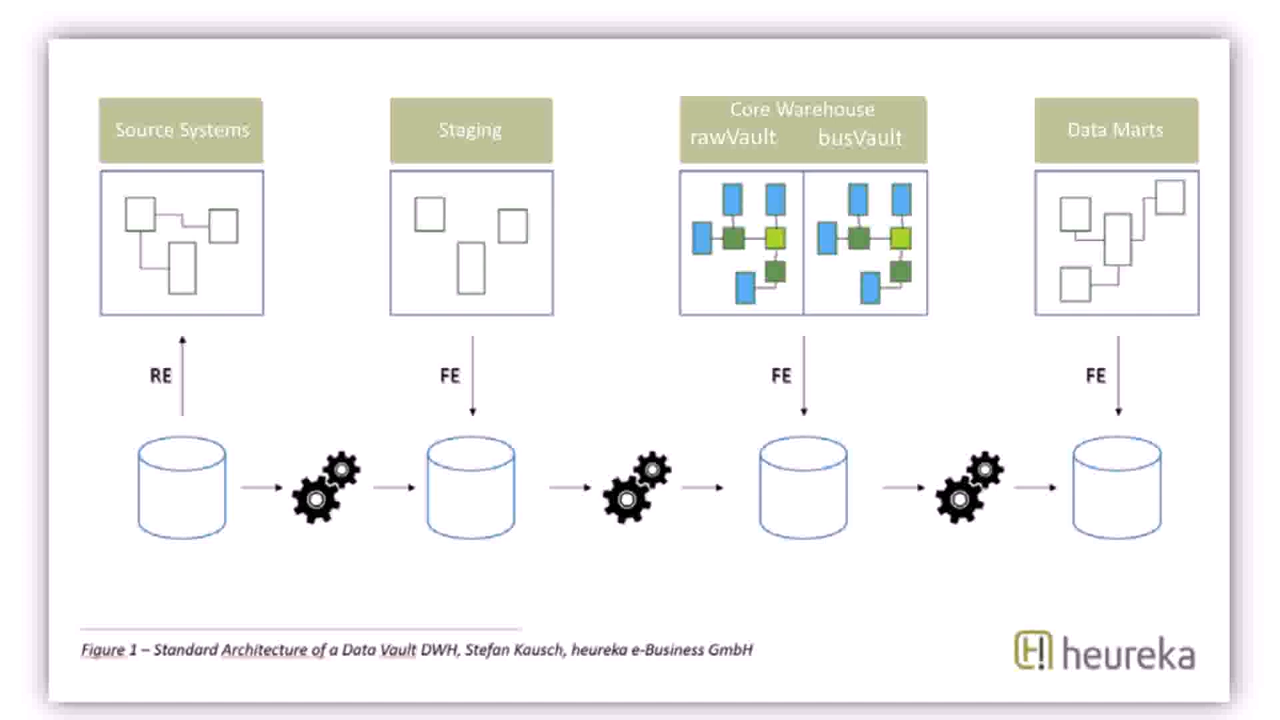 Source Systems
Staging
Core Warehouse
rawVault busVault
Data Marts
RE
FE
FE
FE
Figure 1 – Standard Architecture of a Data Vault DWH, Stefan Kausch, heureka e-Business GmbH
H! heureka